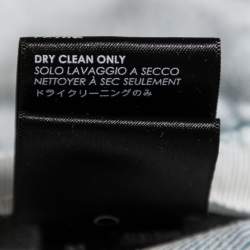 DRY CLEAN ONLY
SOLO LAVAGGIO A SECCO
NETTOYER À SEC SEULEMENT
ドライクリーニングのみ